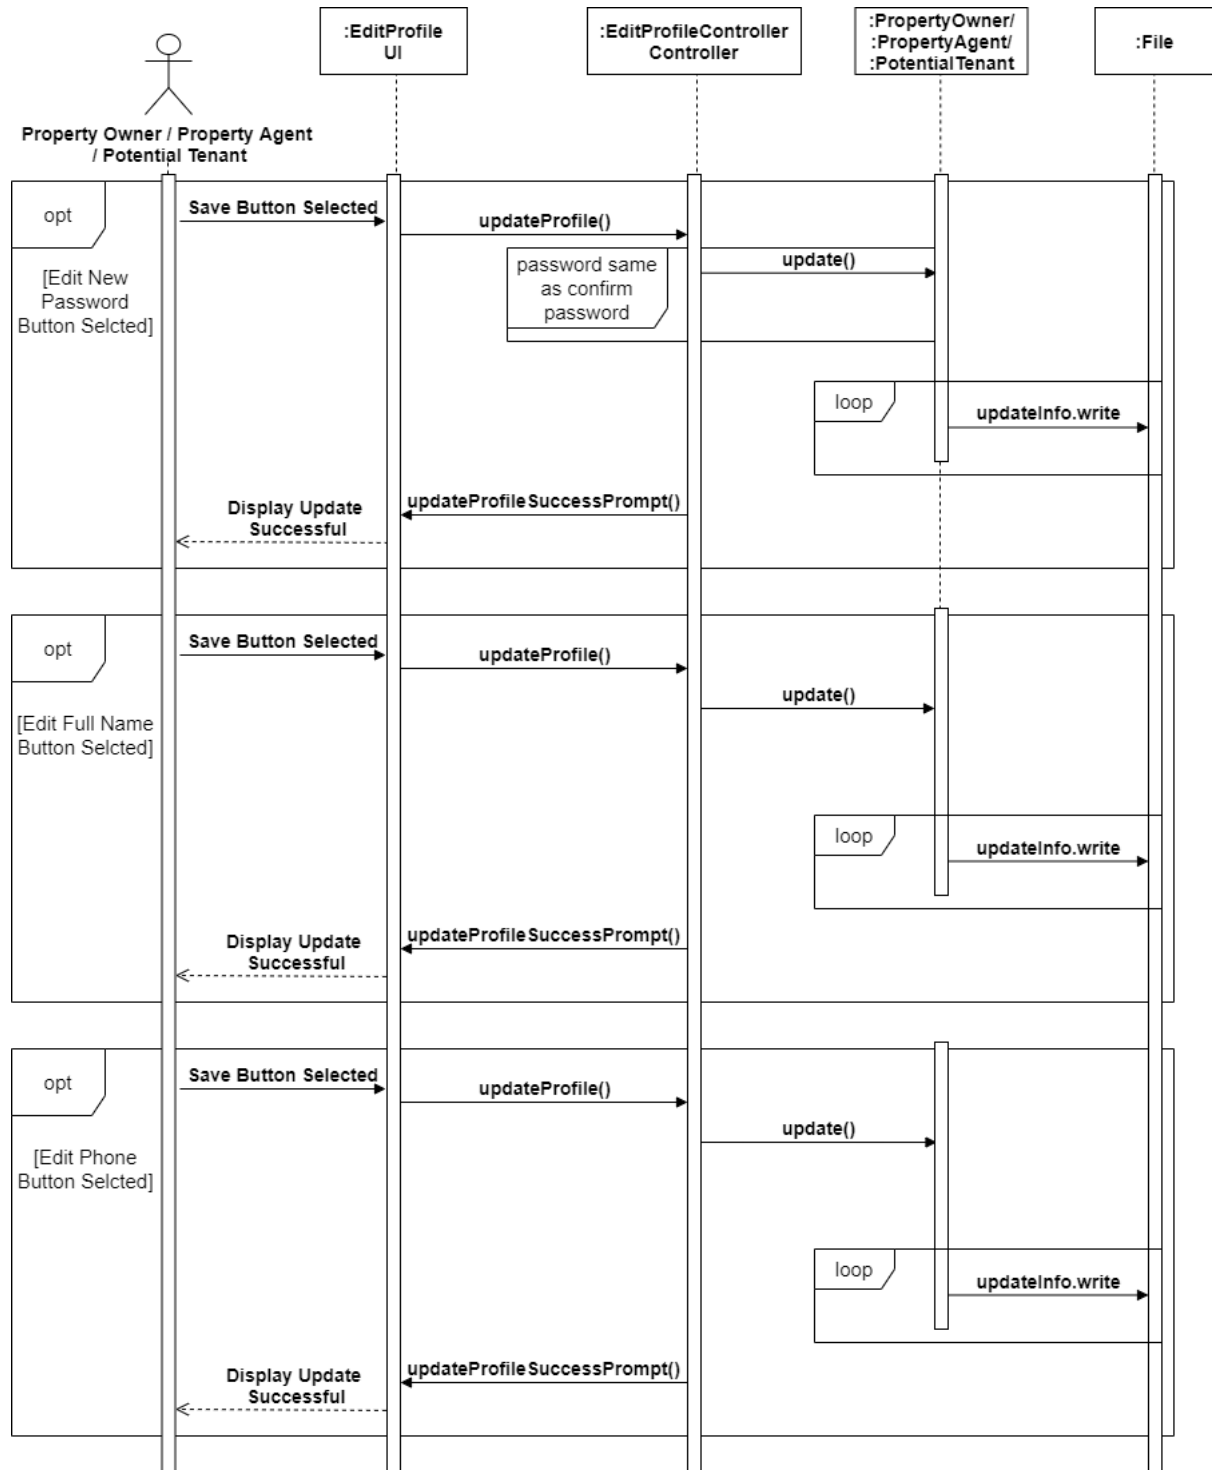 :EditProfile
UI
:EditProfileController
Controller
:PropertyOwner/
:PropertyAgent/
:PotentialTenant
:File
Property Owner / Property Agent
/ Potential Tenant
opt
[Edit New
Password
Button Selcted]
Save Button Selected
updateProfile()
password same
as confirm
password
update()
loop
updateInfo.write
updateProfileSuccessPrompt()
Display Update
Successful
opt
[Edit Full Name
Button Selcted]
Save Button Selected
updateProfile()
update()
loop
updateInfo.write
updateProfileSuccessPrompt()
Display Update
Successful
opt
[Edit Phone
Button Selcted]
Save Button Selected
updateProfile()
update()
loop
updateInfo.write
updateProfileSuccessPrompt()
Display Update
Successful